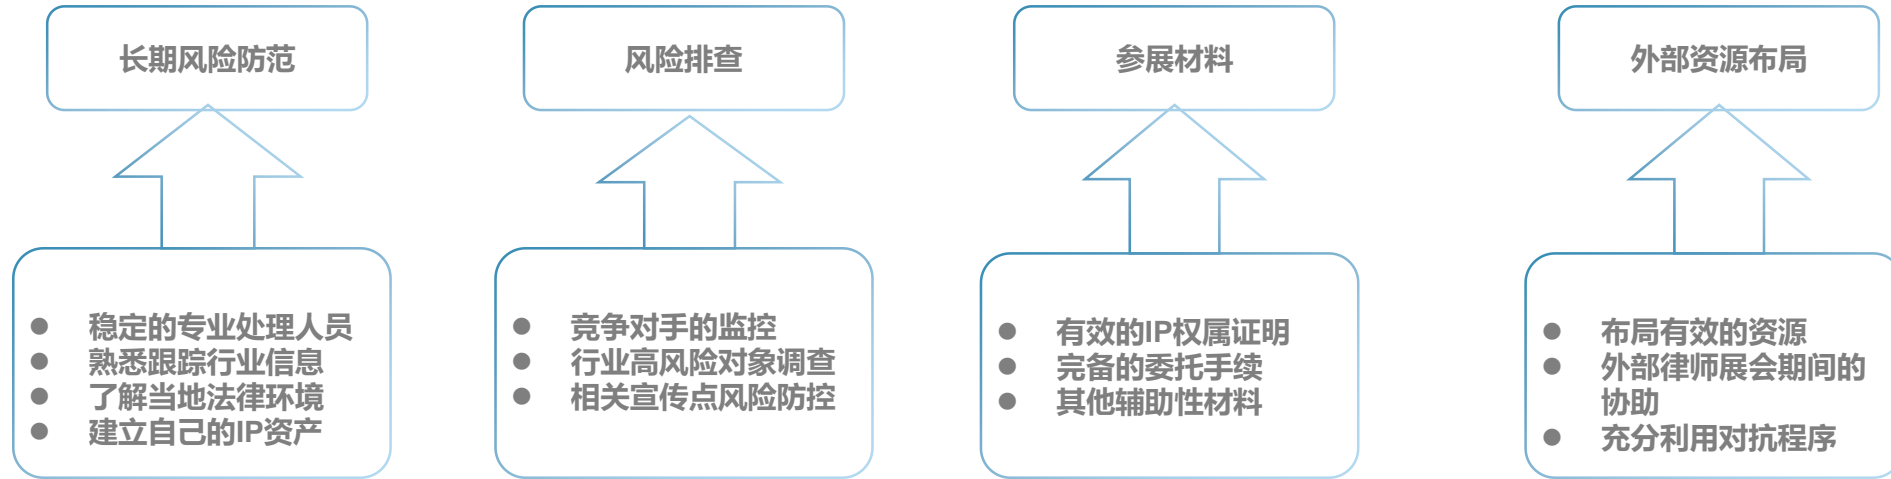 长期风险防范
风险排查
参展材料
外部资源布局
● 稳定的专业处理人员
● 熟悉跟踪行业信息
● 了解当地法律环境
● 建立自己的IP资产
● 竞争对手的监控
● 行业高风险对象调查
● 相关宣传点风险防控
● 有效的IP权属证明
● 完备的委托手续
● 其他辅助性材料
● 布局有效的资源
● 外部律师展会期间的
协助
● 充分利用对抗程序